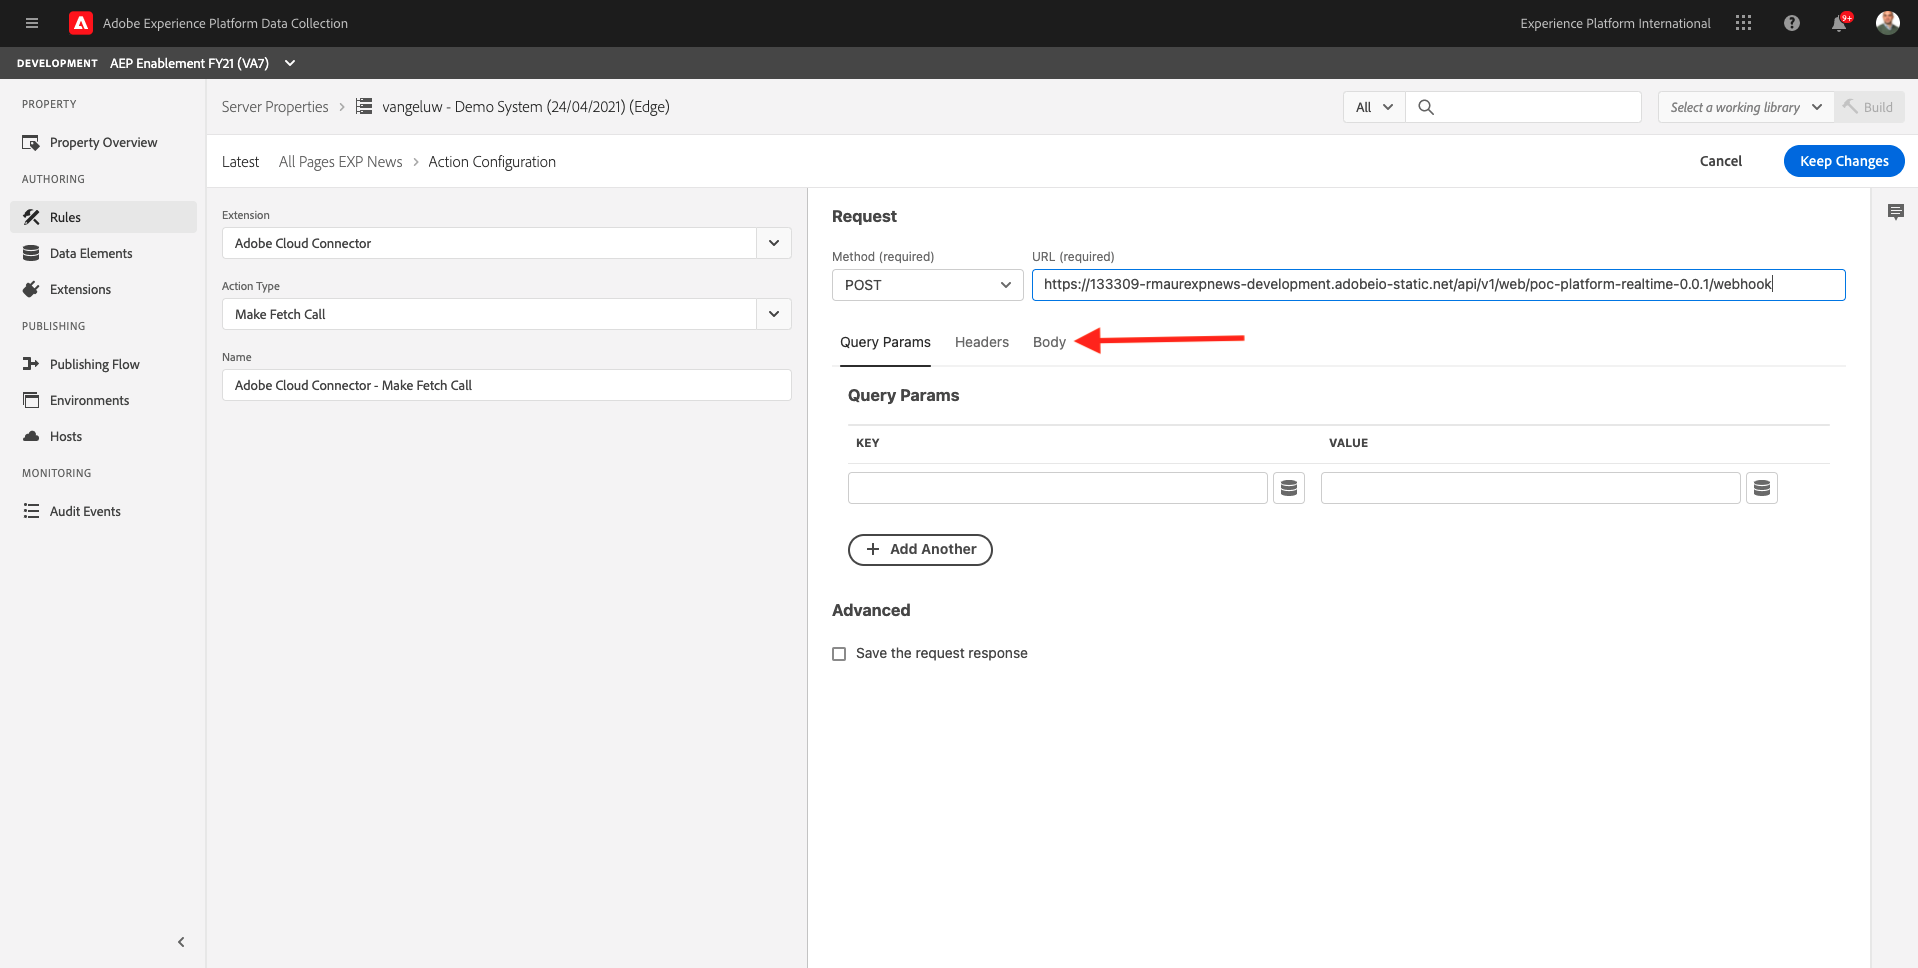 Adobe Experience Platform Data Collection
Experience Platform International
9+
DEVELOPMENT AEP Enablement FY21 (VA7)
PROPERTY
Property Overview
AUTHORING
Rules
Data Elements
Extensions
PUBLISHING
Publishing Flow
Environments
Hosts
MONITORING
Audit Events
Server Properties > vangeluw - Demo System (24/04/2021) (Edge)
All
Select a working library
Build
Latest All Pages EXP News > Action Configuration
Cancel
Keep Changes
Extension
Adobe Cloud Connector
Action Type
Make Fetch Call
Name
Adobe Cloud Connector - Make Fetch Call
Request
Method (required) URL (required)
POST https://133309-rmaurexpnews-development.adobeio-static.net/api/v1/web/poc-platform-realtime-0.0.1/webhook
Query Params Headers Body
Query Params
KEY VALUE
+ Add Another
Advanced
Save the request response